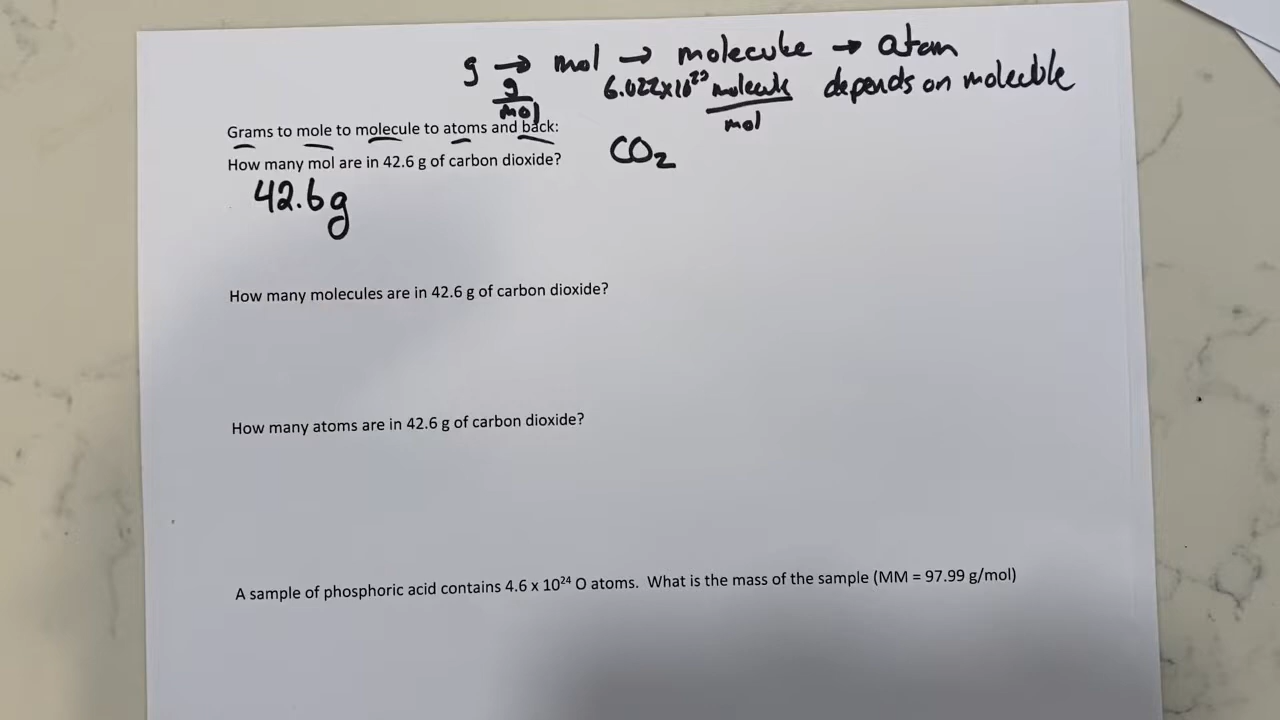 g → mol → molecule → atom
g/mol 6.022x10²³ molecule/mol depends on molecule
Grams to mole to molecule to atoms and back:
How many mol are in 42.6 g of carbon dioxide? CO₂
42.6g
How many molecules are in 42.6 g of carbon dioxide?
How many atoms are in 42.6 g of carbon dioxide?
A sample of phosphoric acid contains 4.6 x 10²⁴ O atoms. What is the mass of the sample (MM = 97.99 g/mol)